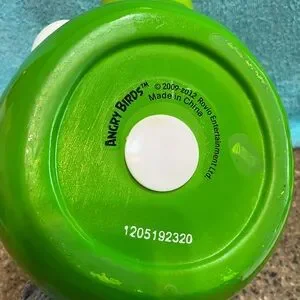 ANGRY BIRDS™
© 2009-2012 Rovio Entertainment Ltd.
Made in China
1205192320